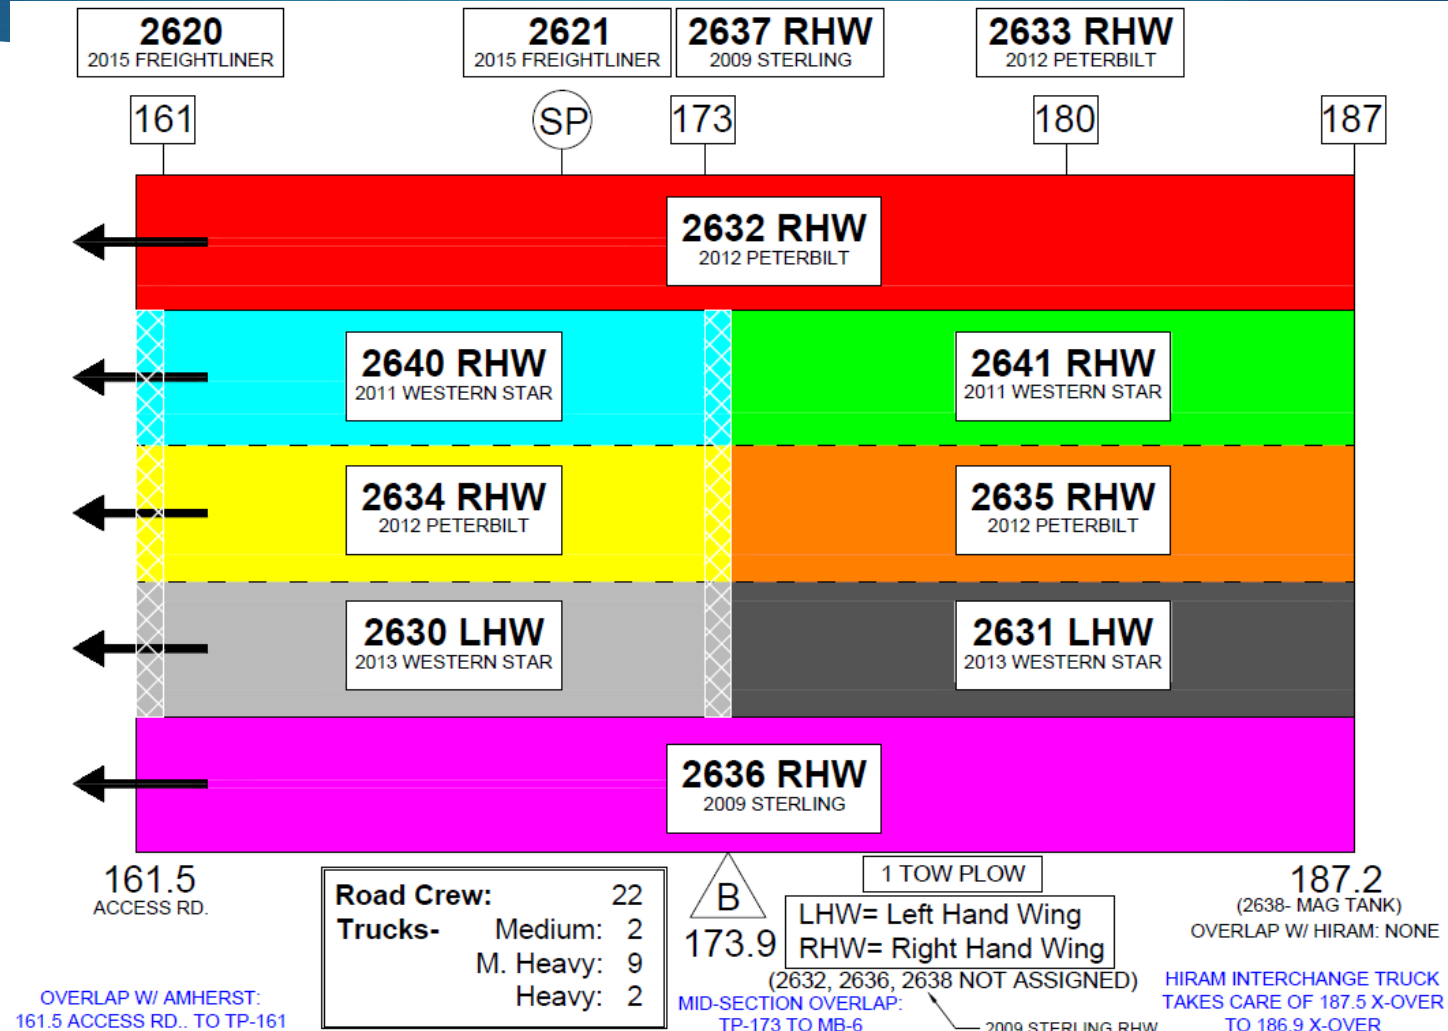 2620
2015 FREIGHTLINER
2621
2015 FREIGHTLINER
2637 RHW
2009 STERLING
2633 RHW
2012 PETERBILT
161
SP
173
180
187
2632 RHW
2012 PETERBILT
2640 RHW
2011 WESTERN STAR
2641 RHW
2011 WESTERN STAR
2634 RHW
2012 PETERBILT
2635 RHW
2012 PETERBILT
2630 LHW
2013 WESTERN STAR
2631 LHW
2013 WESTERN STAR
2636 RHW
2009 STERLING
161.5
ACCESS RD.
OVERLAP W/ AMHERST:
161.5 ACCESS RD.. TO TP-161
Road Crew: 22
Trucks- Medium: 2
M. Heavy: 9
Heavy: 2
B
173.9
1 TOW PLOW
LHW= Left Hand Wing
RHW= Right Hand Wing
(2632, 2636, 2638 NOT ASSIGNED)
MID-SECTION OVERLAP:
TP-173 TO MB-6
2009 STERLING RHW
187.2
(2638- MAG TANK)
OVERLAP W/ HIRAM: NONE
HIRAM INTERCHANGE TRUCK
TAKES CARE OF 187.5 X-OVER
TO 186.9 X-OVER